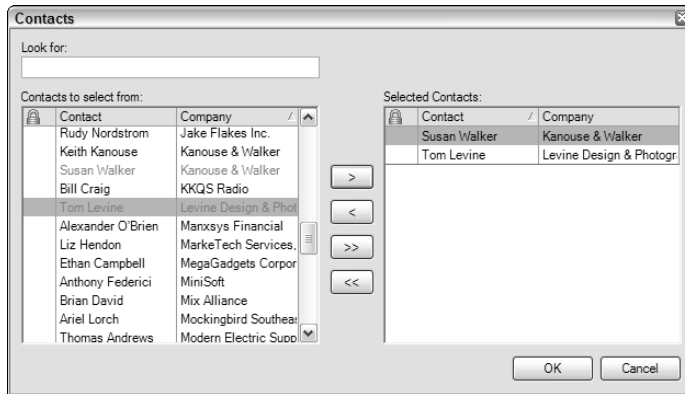 Contacts
Look for:
Contacts to select from:
Contact Company
Rudy Nordstrom Jake Flakes Inc.
Keith Kanouse Kanouse & Walker
Susan Walker Kanouse & Walker
Bill Craig KKQS Radio
Tom Levine Levine Design & Phot
Alexander O'Brien Manxsys Financial
Liz Hendon MarkeTech Services,
Ethan Campbell MegaGadgets Corpor
Anthony Federici MiniSoft
Brian David Mix Alliance
Ariel Lorch Mockingbird Southeas
Thomas Andrews Modern Electric Supp
>
<
>>
<<
Selected Contacts:
Contact Company
Susan Walker Kanouse & Walker
Tom Levine Levine Design & Photogr
OK Cancel